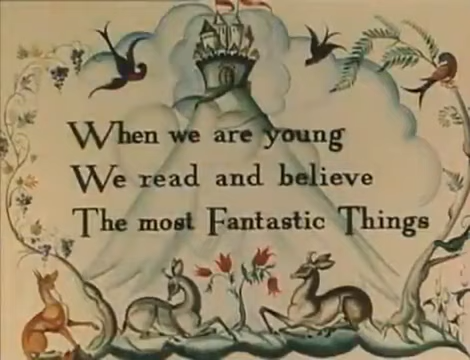 When we are young
We read and believe
The most Fantastic Things